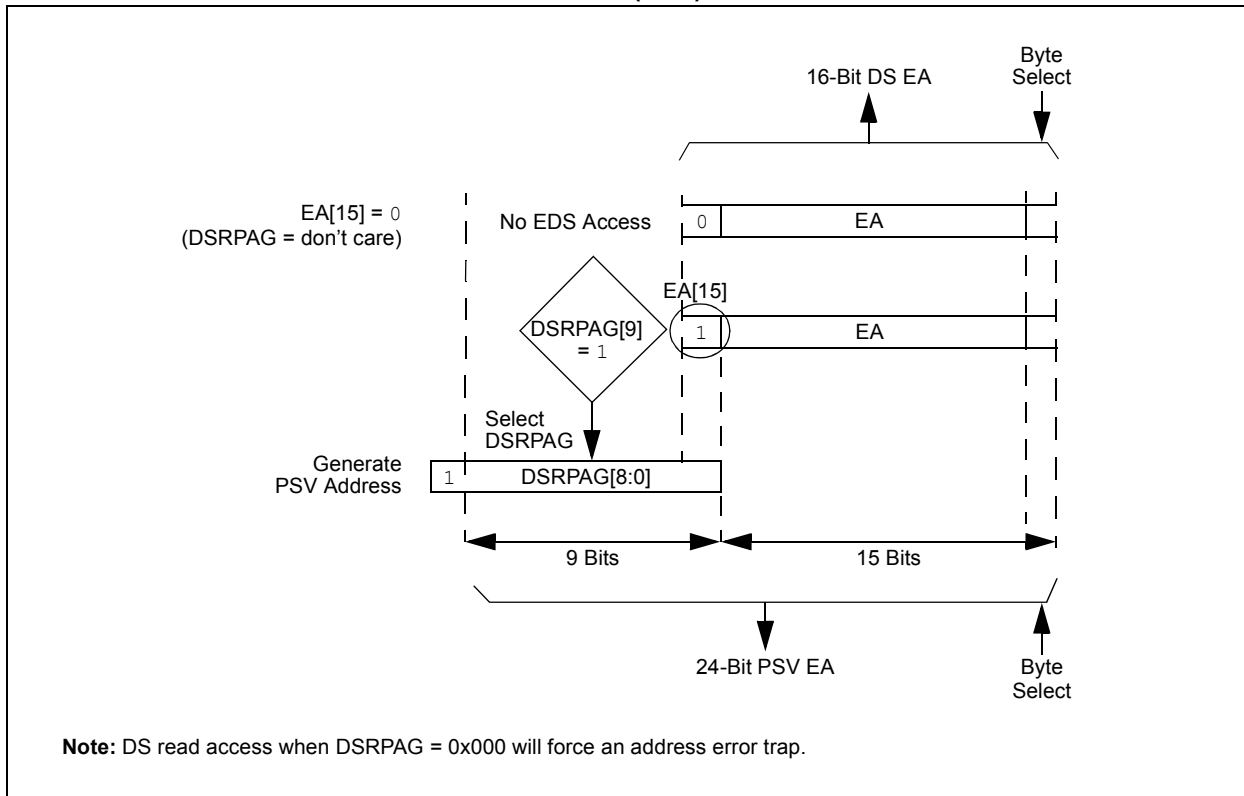 16-Bit DS EA
Byte
Select
EA[15] = 0
(DSRPAG = don't care)
No EDS Access
0
EA
EA[15]
DSRPAG[9]
= 1
1
EA
Select
DSRPAG
Generate
PSV Address
1
DSRPAG[8:0]
9 Bits
15 Bits
24-Bit PSV EA
Byte
Select
Note: DS read access when DSRPAG = 0x000 will force an address error trap.